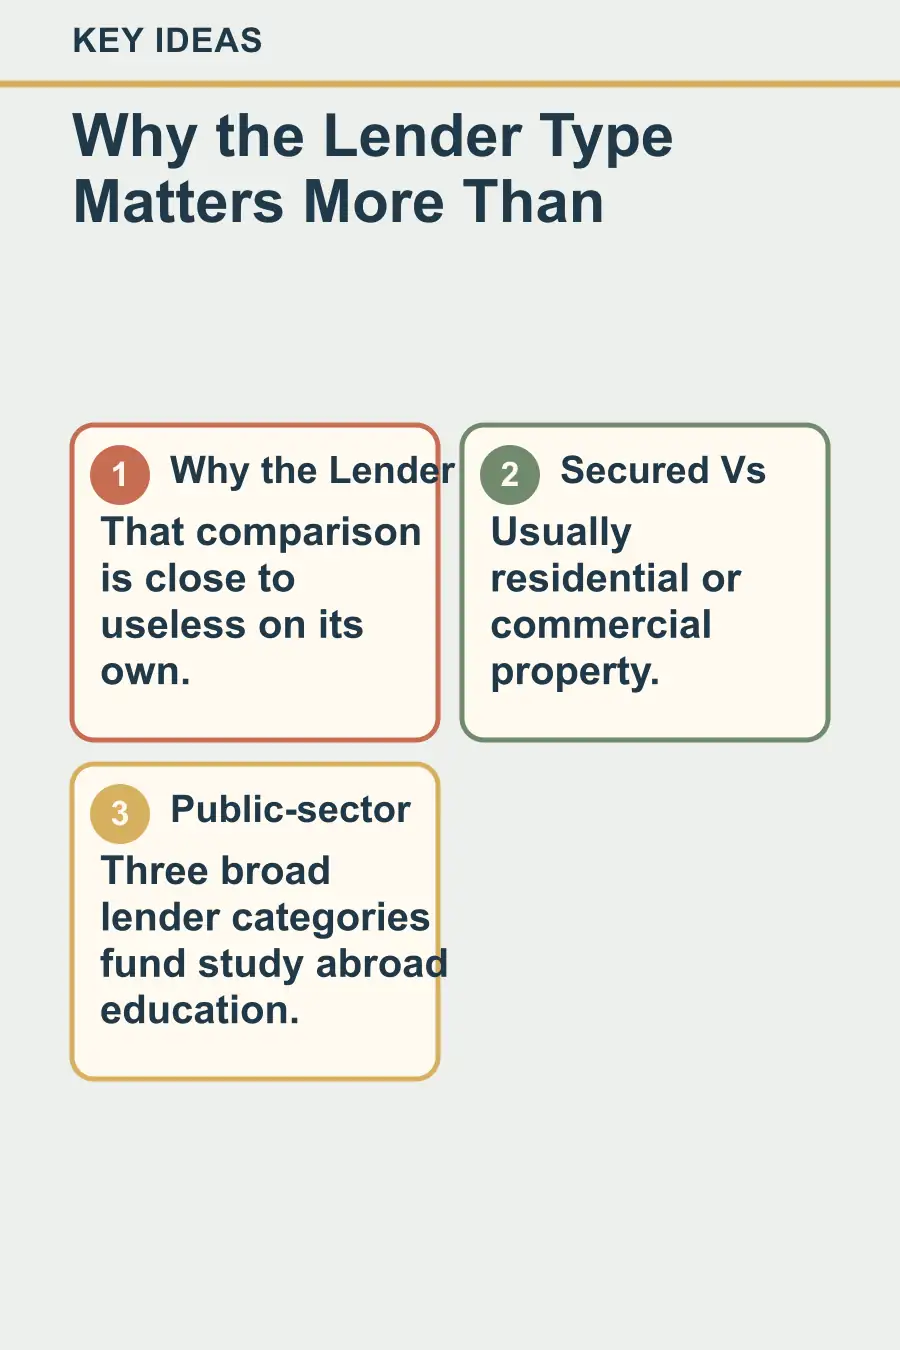 KEY IDEAS
Why the Lender Type
Matters More Than
1 Why the Lender
That comparison
is close to
useless on its
own.
2 Secured Vs
Usually
residential or
commercial
property.
3 Public-sector
Three broad
lender categories
fund study abroad
education.